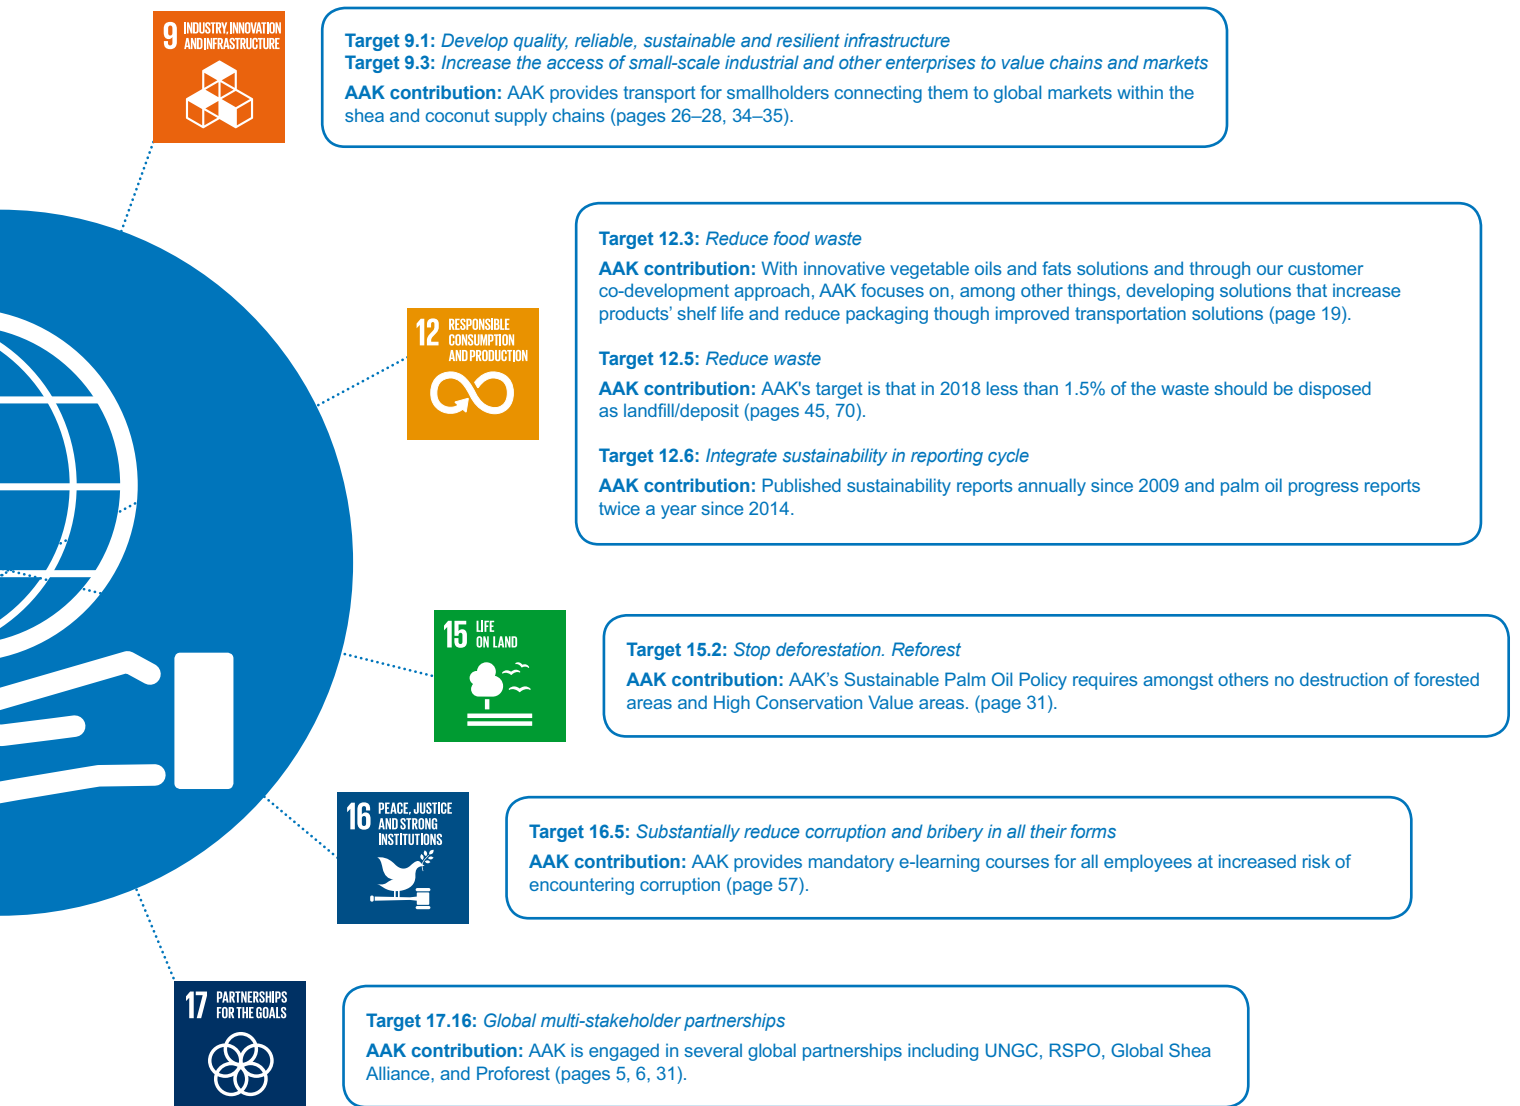 9 INDUSTRY, INNOVATION
AND INFRASTRUCTURE
Target 9.1: Develop quality, reliable, sustainable and resilient infrastructure
Target 9.3: Increase the access of small-scale industrial and other enterprises to value chains and markets
AAK contribution: AAK provides transport for smallholders connecting them to global markets within the
shea and coconut supply chains (pages 26–28, 34–35).
12 RESPONSIBLE
CONSUMPTION
AND PRODUCTION
Target 12.3: Reduce food waste
AAK contribution: With innovative vegetable oils and fats solutions and through our customer
co-development approach, AAK focuses on, among other things, developing solutions that increase
products’ shelf life and reduce packaging though improved transportation solutions (page 19).
Target 12.5: Reduce waste
AAK contribution: AAK's target is that in 2018 less than 1.5% of the waste should be disposed
as landfill/deposit (pages 45, 70).
Target 12.6: Integrate sustainability in reporting cycle
AAK contribution: Published sustainability reports annually since 2009 and palm oil progress reports
twice a year since 2014.
15 LIFE
ON LAND
Target 15.2: Stop deforestation. Reforest
AAK contribution: AAK’s Sustainable Palm Oil Policy requires amongst others no destruction of forested
areas and High Conservation Value areas. (page 31).
16 PEACE, JUSTICE
AND STRONG
INSTITUTIONS
Target 16.5: Substantially reduce corruption and bribery in all their forms
AAK contribution: AAK provides mandatory e-learning courses for all employees at increased risk of
encountering corruption (page 57).
17 PARTNERSHIPS
FOR THE GOALS
Target 17.16: Global multi-stakeholder partnerships
AAK contribution: AAK is engaged in several global partnerships including UNGC, RSPO, Global Shea
Alliance, and Proforest (pages 5, 6, 31).